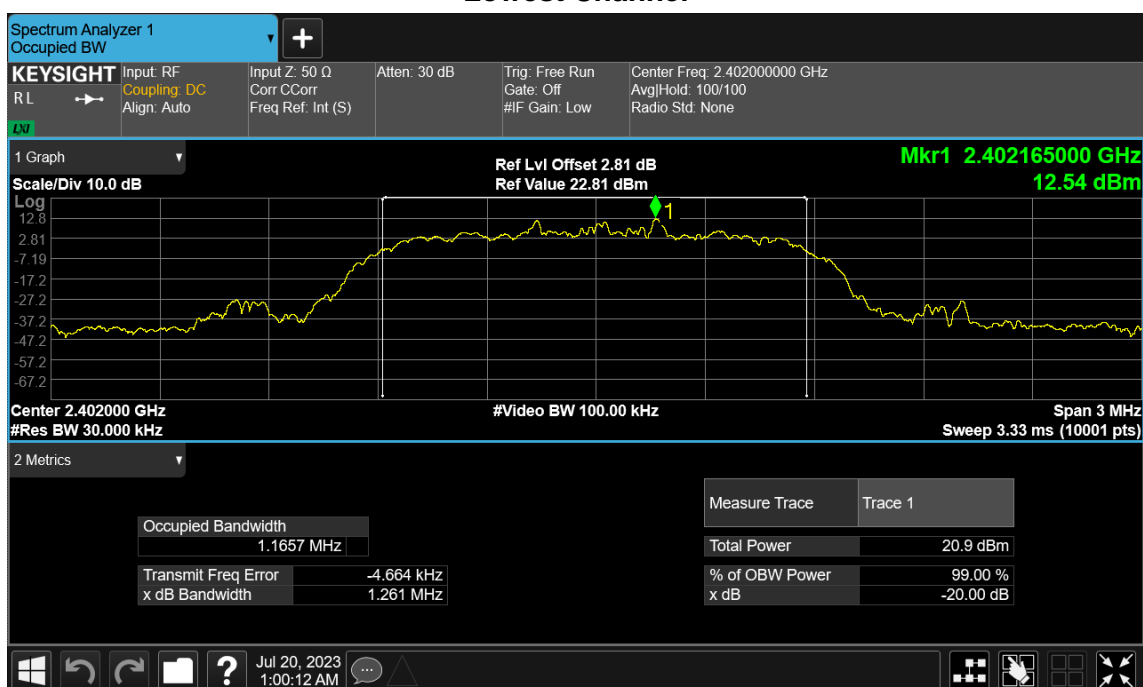 Lowest Channel
Spectrum Analyzer 1
Occupied BW
+
KEYSIGHT
R L
LXI
Input: RF
Coupling: DC
Align: Auto
Input Z: 50 Ω
Corr CCorr
Freq Ref: Int (S)
Atten: 30 dB
Trig: Free Run
Gate: Off
#IF Gain: Low
Center Freq: 2.402000000 GHz
Avg|Hold: 100/100
Radio Std: None
1 Graph
Scale/Div 10.0 dB
Ref Lvl Offset 2.81 dB
Ref Value 22.81 dBm
Mkr1 2.402165000 GHz
12.54 dBm
Log
1
12.8
2.81
-7.19
-17.2
-27.2
-37.2
-47.2
-57.2
-67.2
Center 2.402000 GHz
#Res BW 30.000 kHz
#Video BW 100.00 kHz
Span 3 MHz
Sweep 3.33 ms (10001 pts)
2 Metrics
Occupied Bandwidth
1.1657 MHz
Transmit Freq Error -4.664 kHz
x dB Bandwidth 1.261 MHz
Measure Trace Trace 1
Total Power 20.9 dBm
% of OBW Power 99.00 %
x dB -20.00 dB
?
Jul 20, 2023
1:00:12 AM